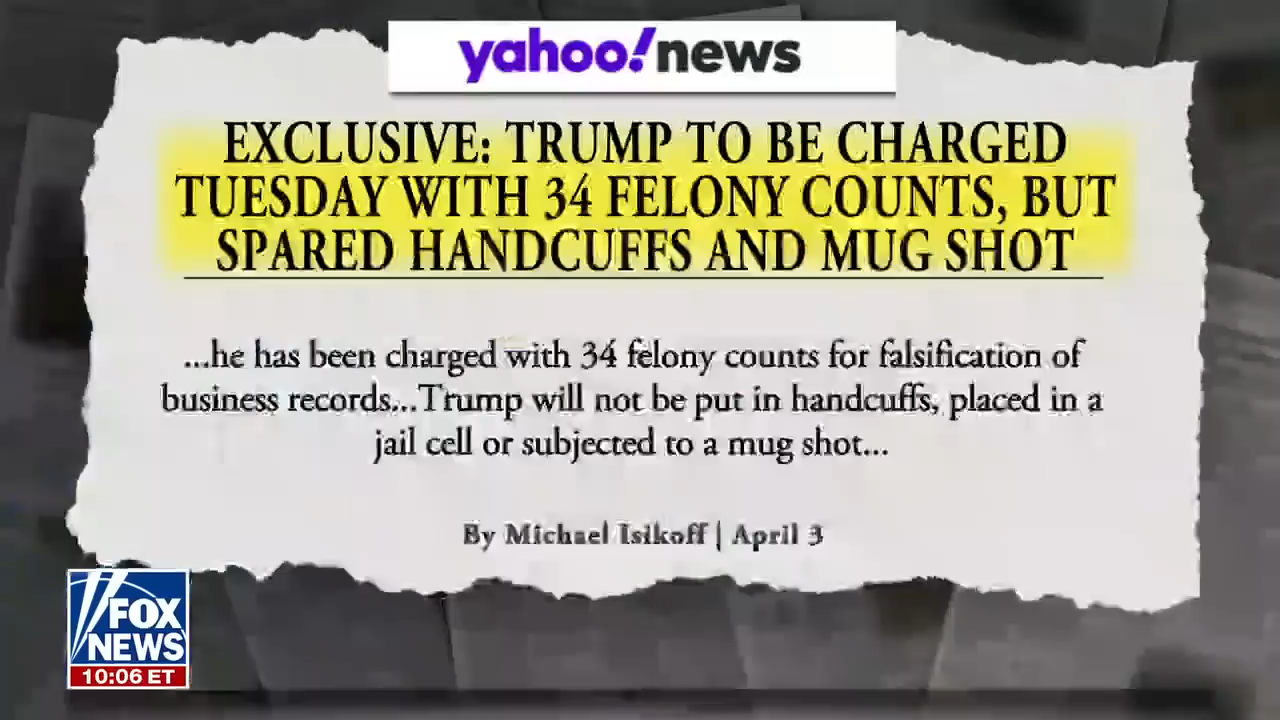 yahoo!news
EXCLUSIVE: TRUMP TO BE CHARGED
TUESDAY WITH 34 FELONY COUNTS, BUT
SPARED HANDCUFFS AND MUG SHOT
...he has been charged with 34 felony counts for falsification of
business records...Trump will not be put in handcuffs, placed in a
jail cell or subjected to a mug shot...
By Michael Isikoff | April 3
FOX
NEWS
10:06 ET